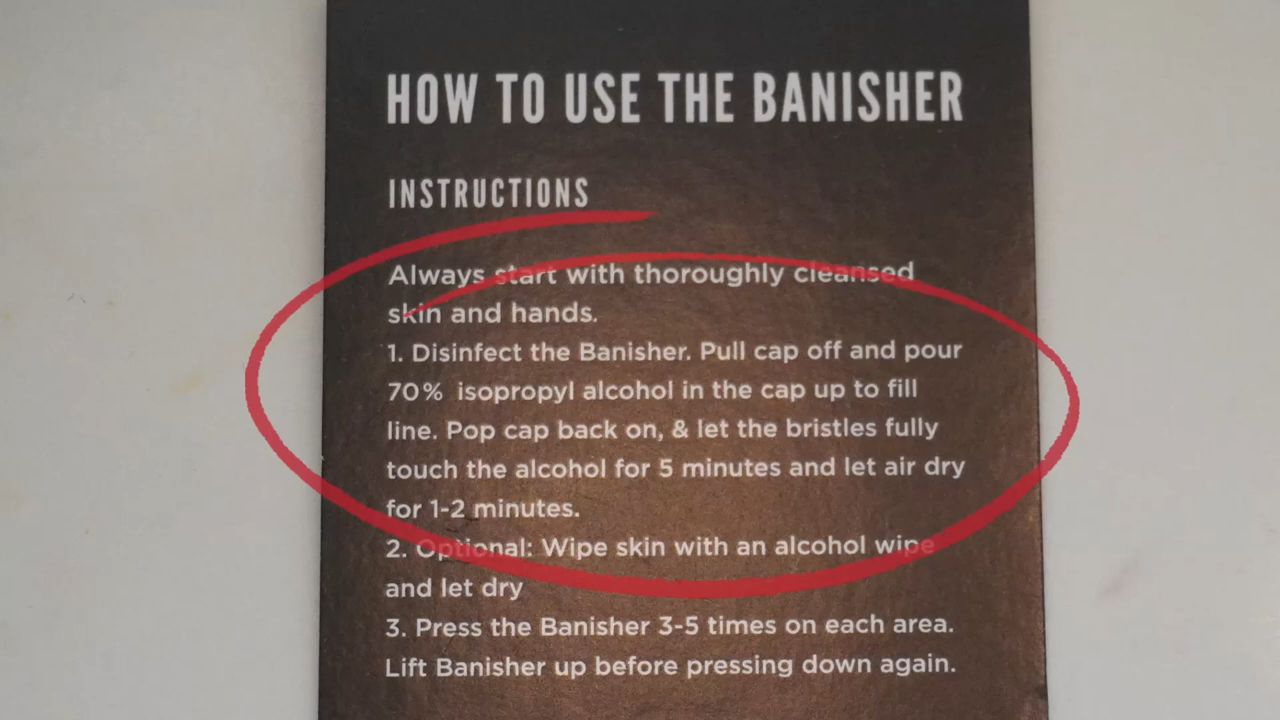 HOW TO USE THE BANISHER
INSTRUCTIONS
Always start with thoroughly cleansed
skin and hands.
1. Disinfect the Banisher. Pull cap off and pour
70% isopropyl alcohol in the cap up to fill
line. Pop cap back on, & let the bristles fully
touch the alcohol for 5 minutes and let air dry
for 1-2 minutes.
2. Optional: Wipe skin with an alcohol wipe
and let dry
3. Press the Banisher 3-5 times on each area.
Lift Banisher up before pressing down again.